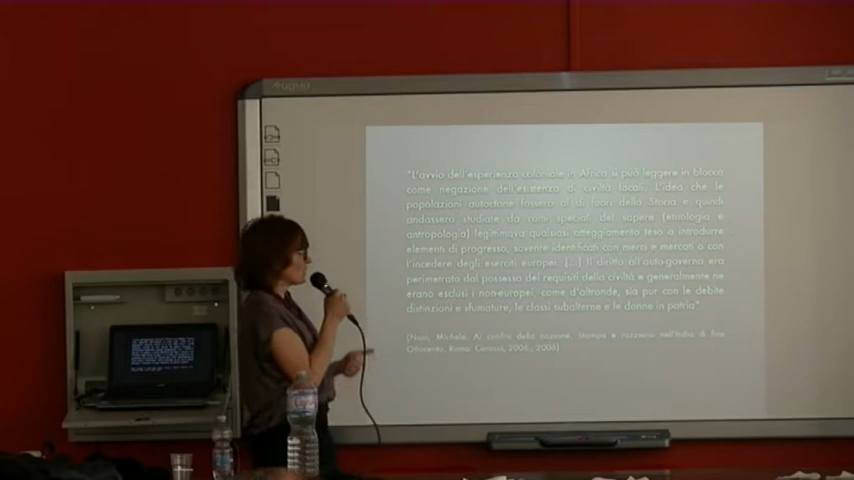 "L'avvio dell'esperienza coloniale in Africa si può leggere in blocco
come negazione dell'esistenza di civiltà locali. L'idea che le
popolazioni autoctone fossero al di fuori della Storia e quindi
andassero studiate da rami speciali del sapere (etnologia e
antropologia) legittimava qualsiasi atteggiamento teso a introdurre
elementi di progresso, sovente identificati con merci e mercati o con
l'incedere degli eserciti europei. [...] Il diritto all'auto-governo era
perimetrato dal possesso dei requisiti della civiltà e generalmente ne
erano esclusi i non-europei, come d'altronde, sia pur con le debite
distinzioni e sfumature, le classi subalterne e le donne in patria".
(Nani, Michele. Ai confini della nazione. Stampa e razzismo nell'Italia di fine
Ottocento. Roma: Carocci, 2006,